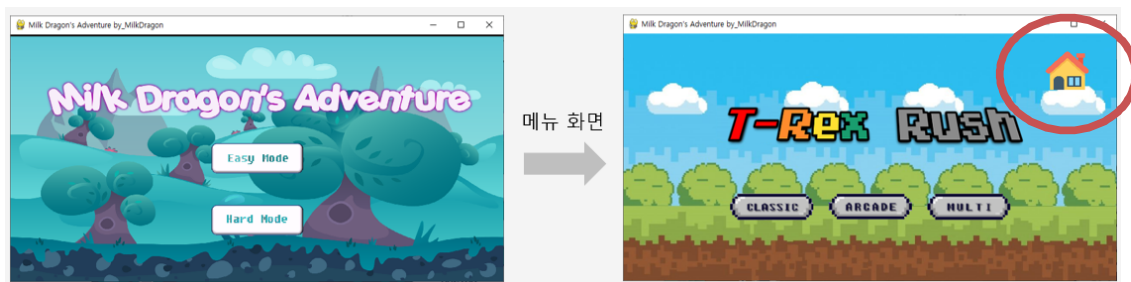 Milk Dragon's Adventure by_MilkDragon
Milk Dragon's Adventure
Easy Mode
Hard Mode
메뉴 화면
Milk Dragon's Adventure by_MilkDragon
T-Rex Rush
CLASSIC
ARCADE
MULTI